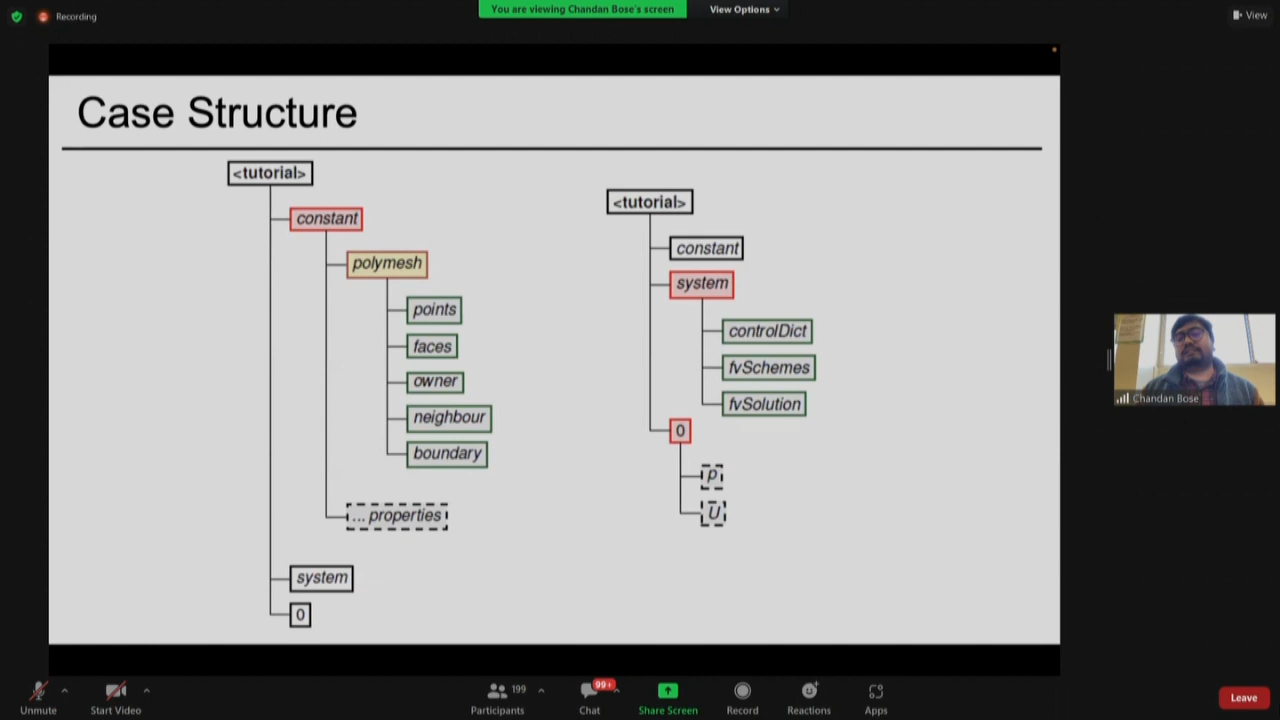 Recording
You are viewing Chandan Bose's screen
View Options
View
Case Structure
<tutorial>
constant
polymesh
points
faces
owner
neighbour
boundary
... properties
system
0
<tutorial>
constant
system
controlDict
fvSchemes
fvSolution
0
p
U
Chandan Bose
Unmute
Start Video
199
Participants
99+
Chat
Share Screen
Record
Reactions
Apps
Leave